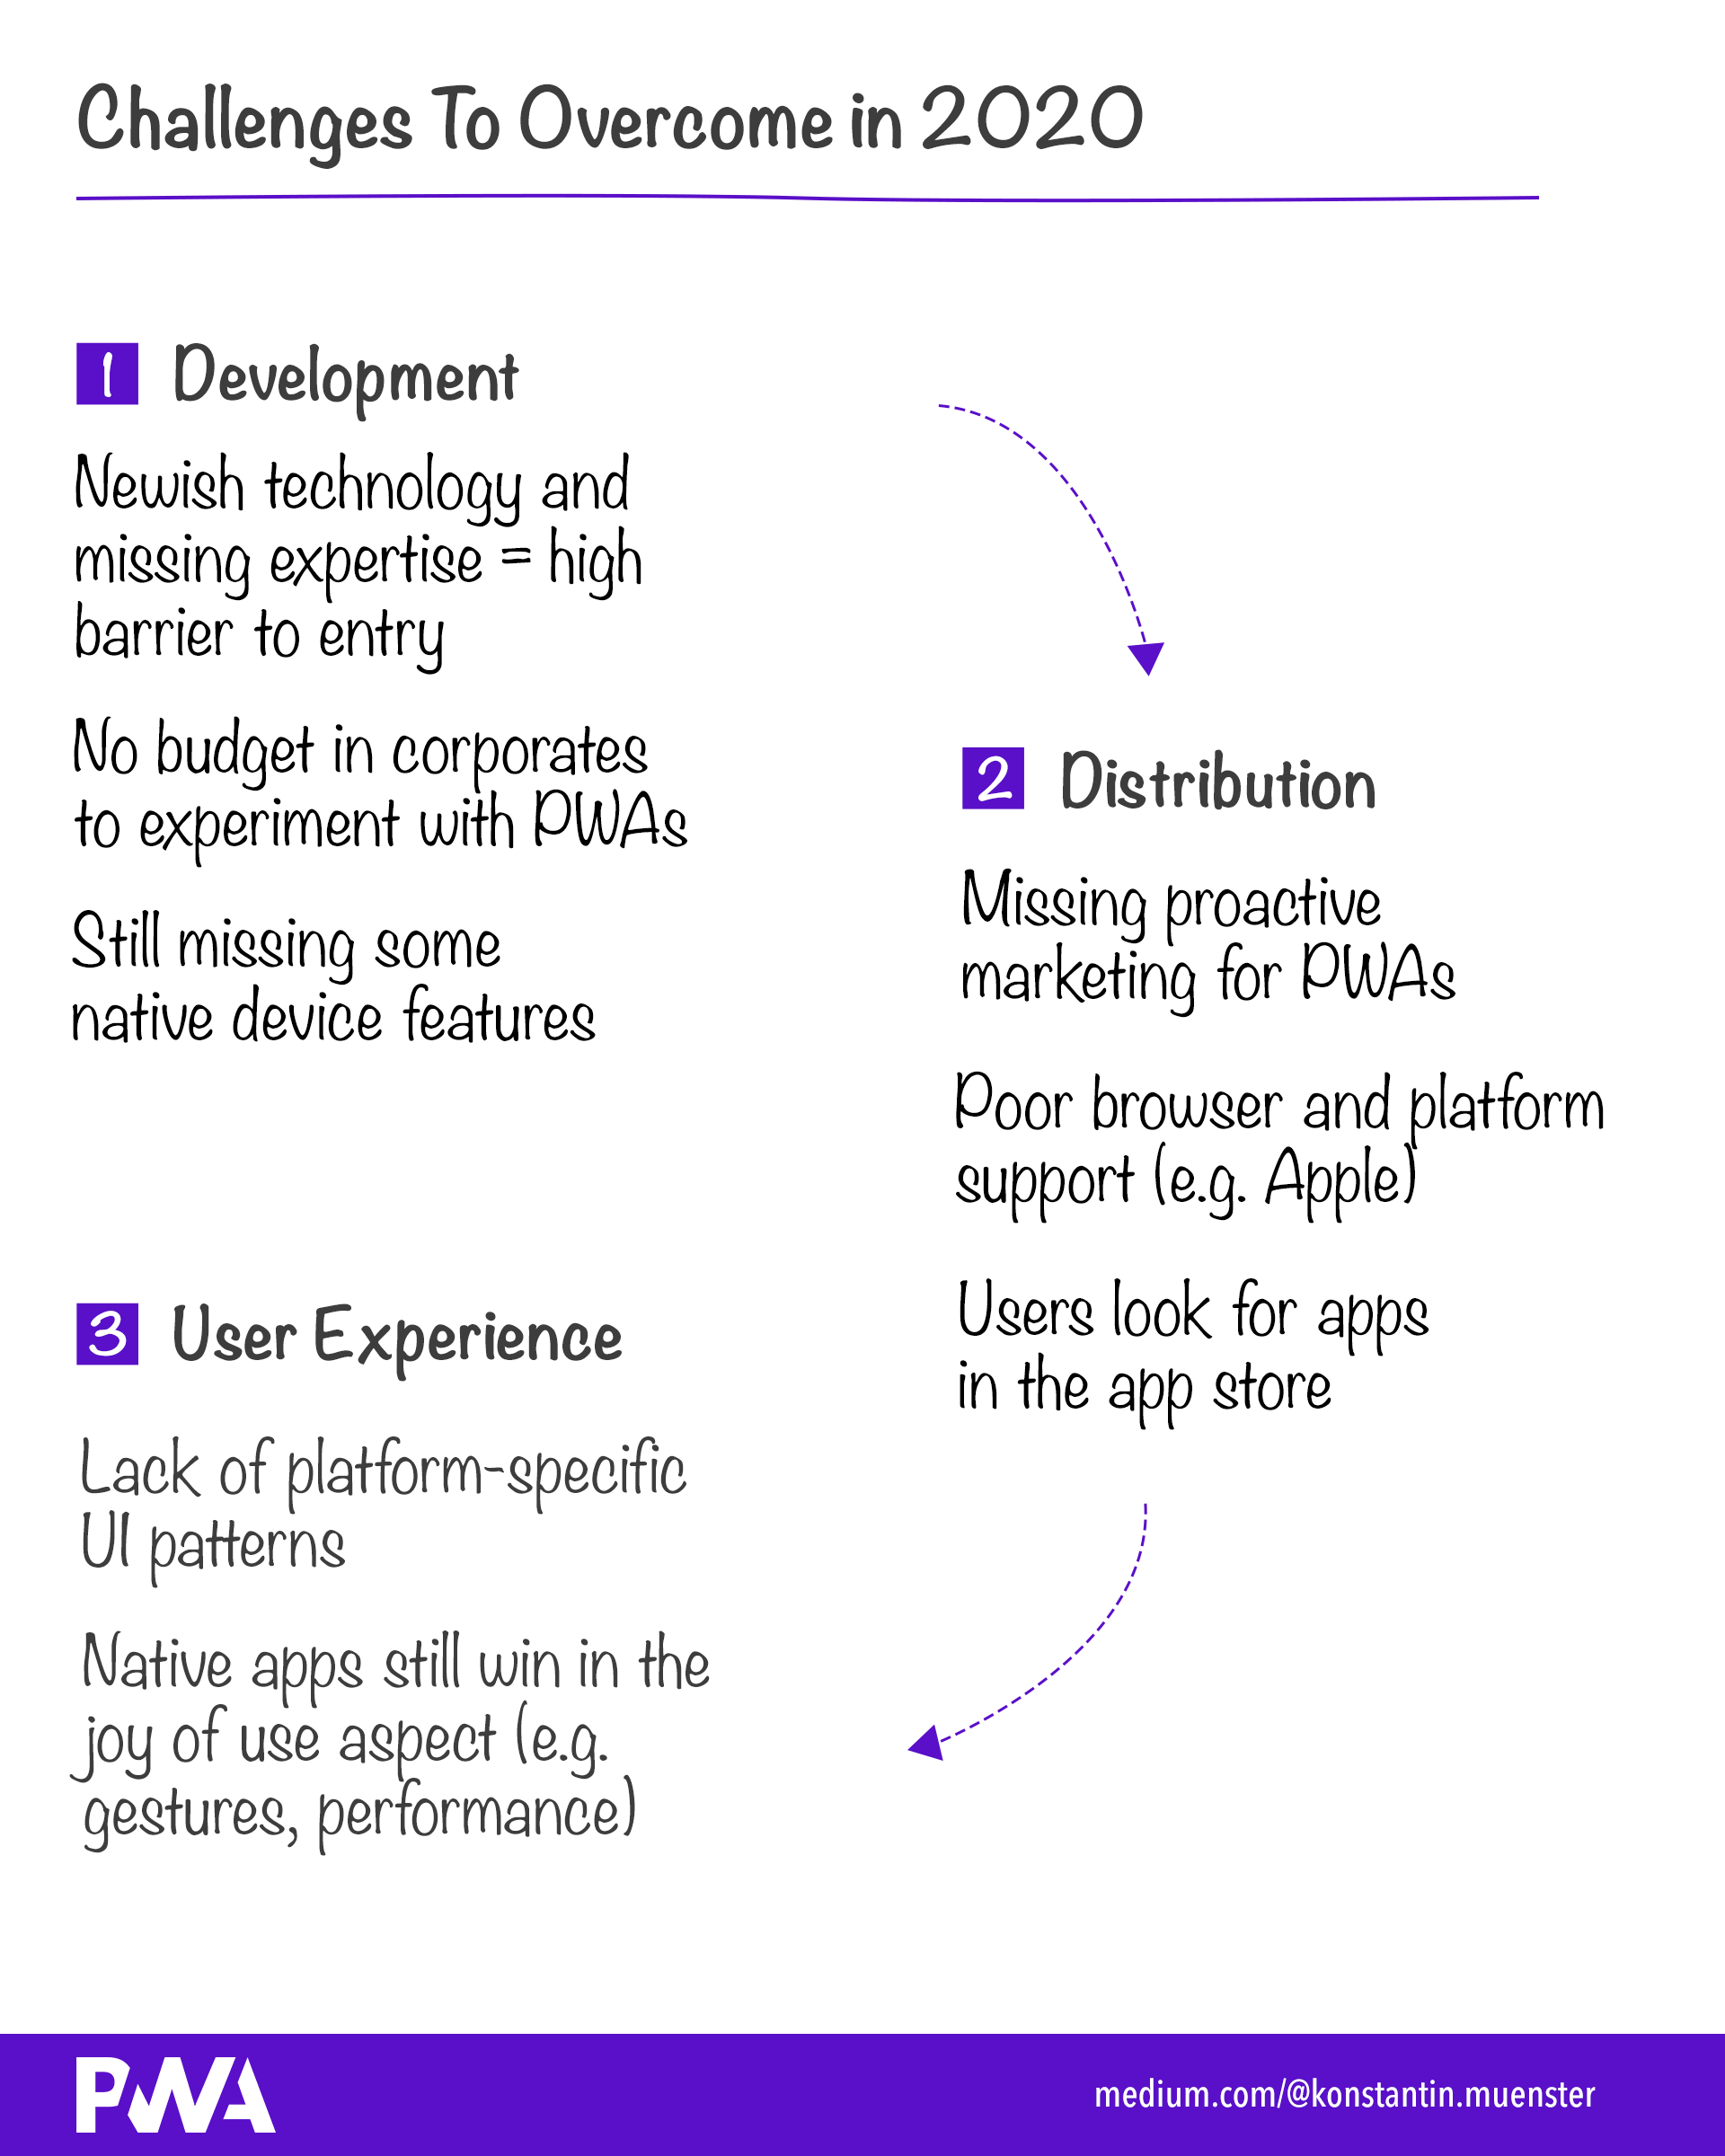 Challenges To Overcome in 2020
1 Development
Newish technology and
missing expertise = high
barrier to entry
No budget in corporates
to experiment with PWAs
Still missing some
native device features
2 Distribution
Missing proactive
marketing for PWAs
Poor browser and platform
support (e.g. Apple)
Users look for apps
in the app store
3 User Experience
Lack of platform-specific
UI patterns
Native apps still win in the
joy of use aspect (e.g.
gestures, performance)
PWA
medium.com/@konstantin.muenster